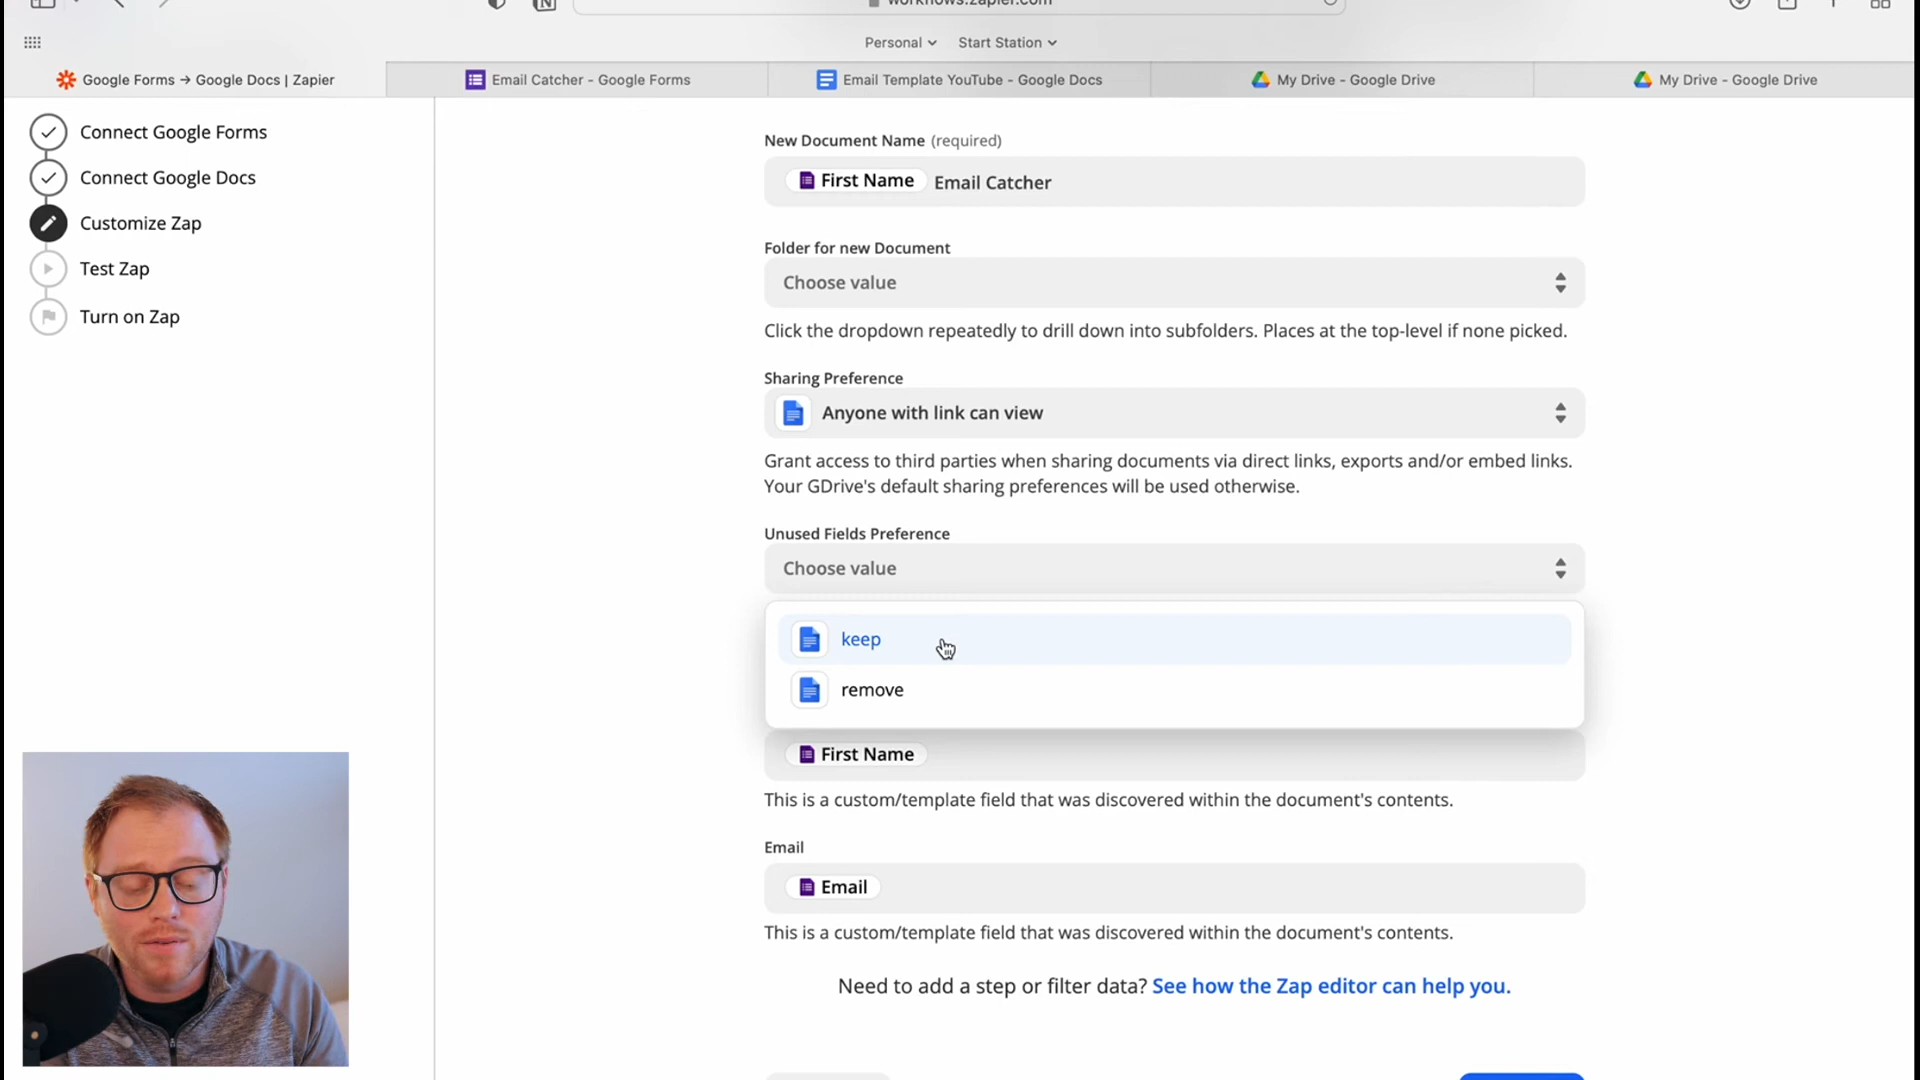 workflows.zapier.com
Personal
Start Station
Google Forms → Google Docs | Zapier
Email Catcher - Google Forms
Email Template YouTube - Google Docs
My Drive - Google Drive
My Drive - Google Drive
Connect Google Forms
Connect Google Docs
Customize Zap
Test Zap
Turn on Zap
New Document Name (required)
First Name Email Catcher
Folder for new Document
Choose value
Click the dropdown repeatedly to drill down into subfolders. Places at the top-level if none picked.
Sharing Preference
Anyone with link can view
Grant access to third parties when sharing documents via direct links, exports and/or embed links.
Your GDrive's default sharing preferences will be used otherwise.
Unused Fields Preference
Choose value
keep
remove
First Name
This is a custom/template field that was discovered within the document's contents.
Email
Email
This is a custom/template field that was discovered within the document's contents.
Need to add a step or filter data? See how the Zap editor can help you.